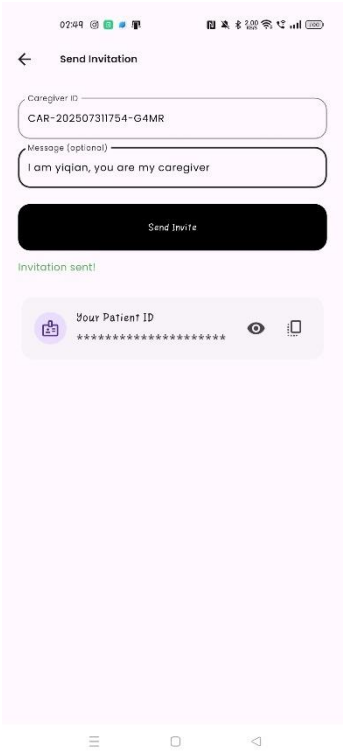 02:49
Send Invitation
Caregiver ID
CAR-202507311754-G4MR
Message (optional)
I am yiqian, you are my caregiver
Send Invite
Invitation sent!
Your Patient ID
*********************